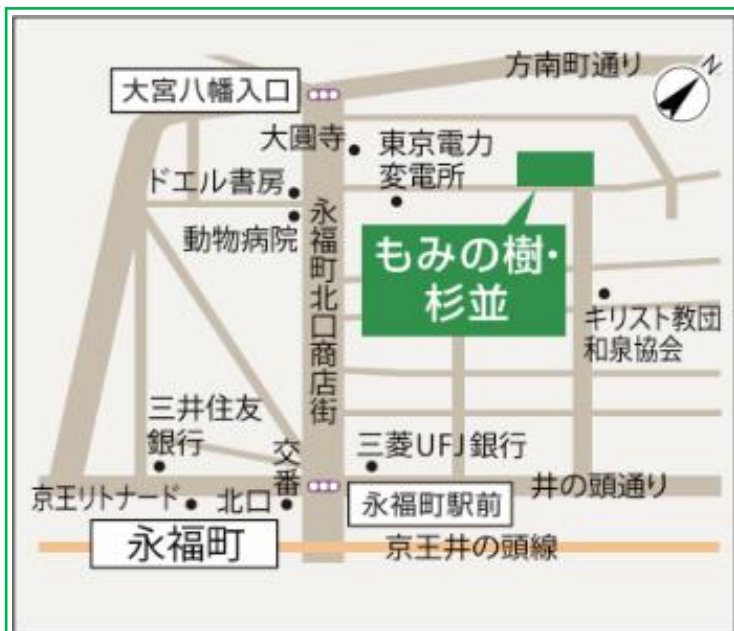 方南町通り
N
大宮八幡入口
大圓寺
東京電力
変電所
ドエル書房
動物病院
永福町北口商店街
もみの樹・
杉並
キリスト教団
和泉協会
三井住友
銀行
交番
三菱UFJ銀行
井の頭通り
京王リトナード
北口
永福町駅前
永福町
京王井の頭線